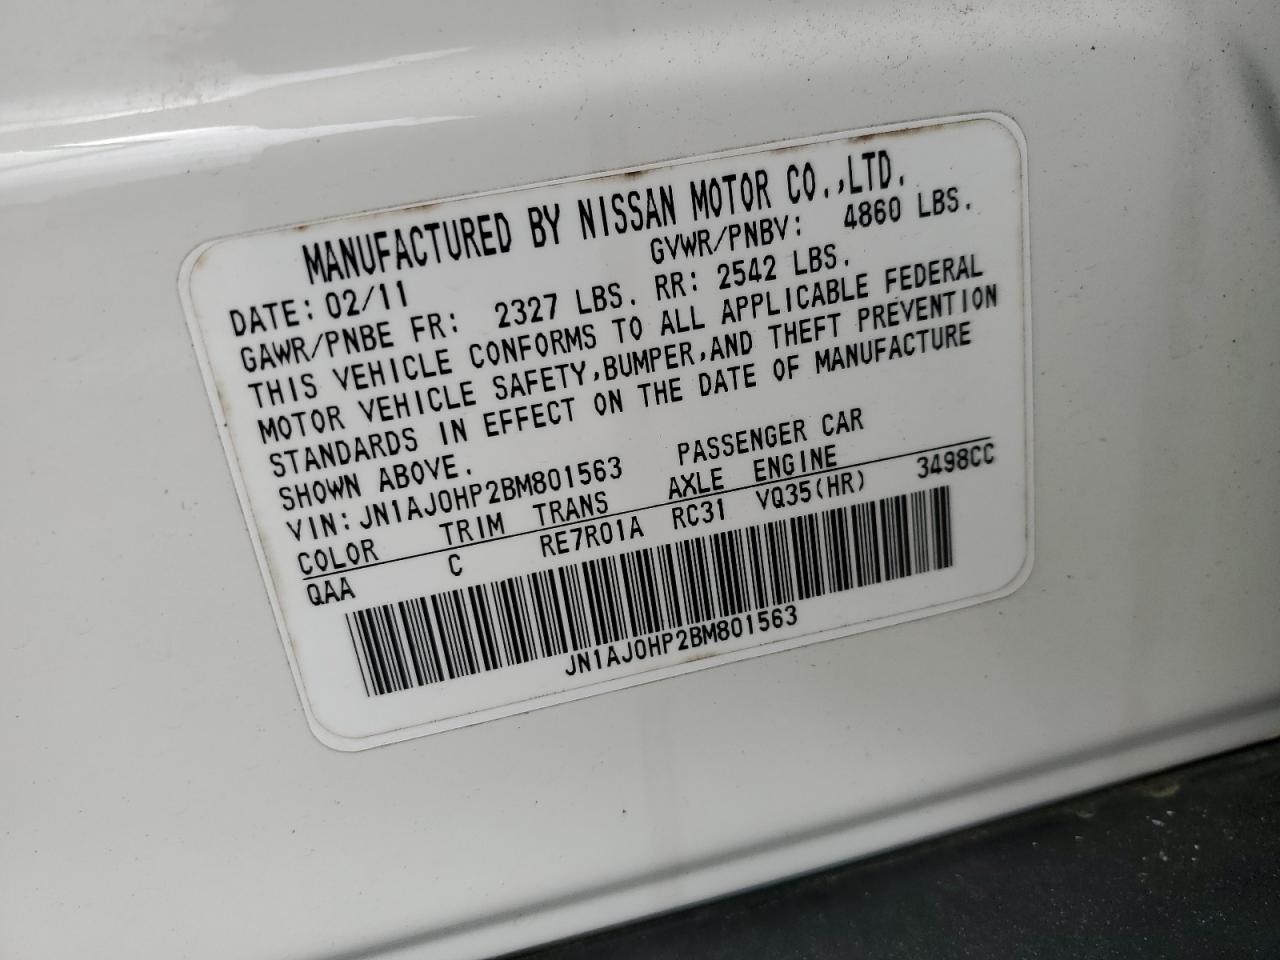 MANUFACTURED BY NISSAN MOTOR CO.,LTD.
DATE: 02/11 GVWR/PNBV: 4860 LBS.
GAWR/PNBE FR: 2327 LBS. RR: 2542 LBS.
THIS VEHICLE CONFORMS TO ALL APPLICABLE FEDERAL
MOTOR VEHICLE SAFETY,BUMPER,AND THEFT PREVENTION
STANDARDS IN EFFECT ON THE DATE OF MANUFACTURE
SHOWN ABOVE.
VIN: JN1AJ0HP2BM801563 PASSENGER CAR
COLOR TRIM TRANS AXLE ENGINE
QAA C RE7R01A RC31 VQ35(HR) 3498CC
JN1AJ0HP2BM801563